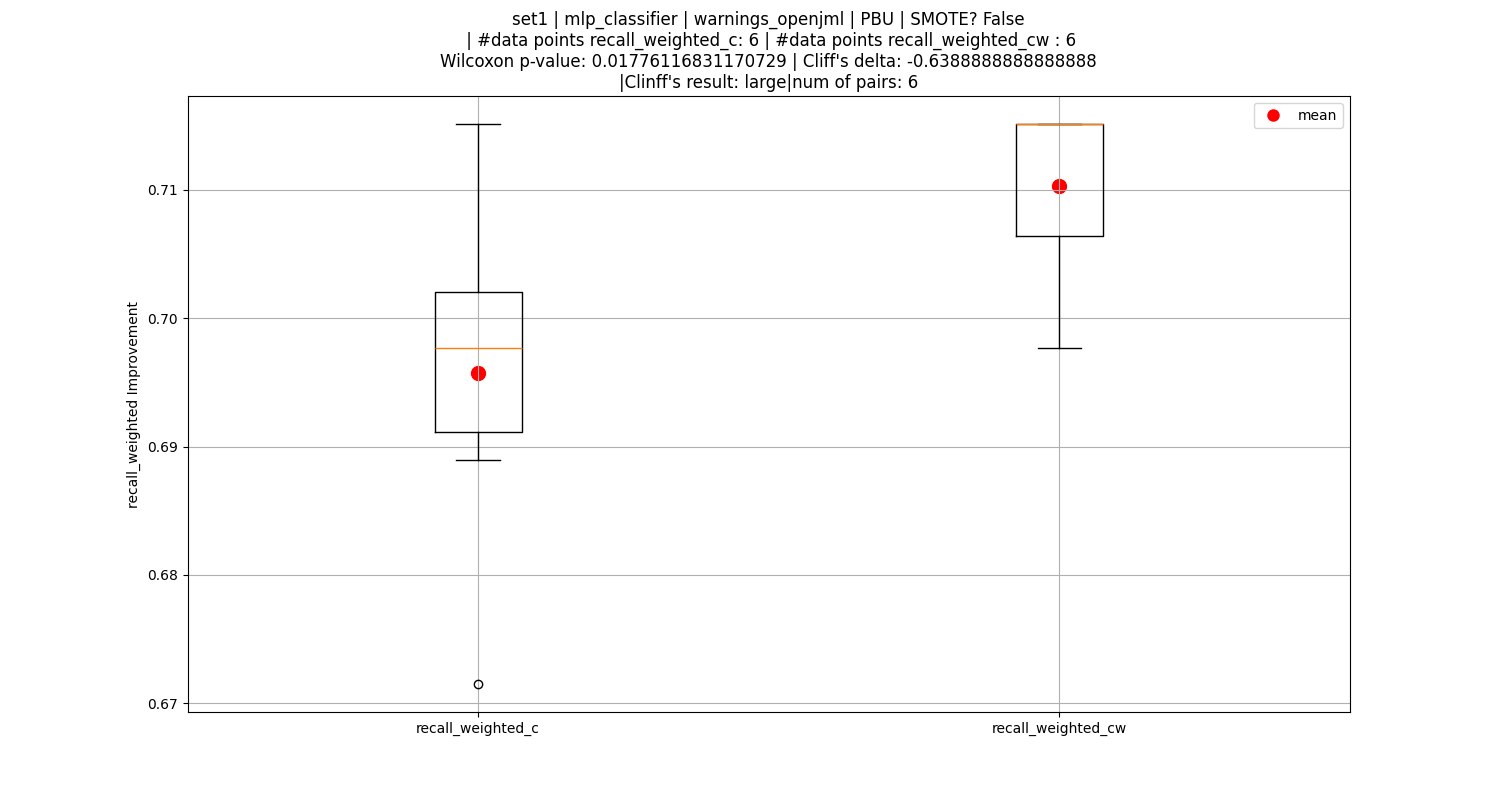 set1 | mlp_classifier | warnings_openjml | PBU | SMOTE? False
| #data points recall_weighted_c: 6 | #data points recall_weighted_cw : 6
Wilcoxon p-value: 0.01776116831170729 | Cliff's delta: -0.6388888888888888
|Clinff's result: large|num of pairs: 6
mean
0.71
0.70
0.69
0.68
0.67
recall_weighted Improvement
recall_weighted_c
recall_weighted_cw